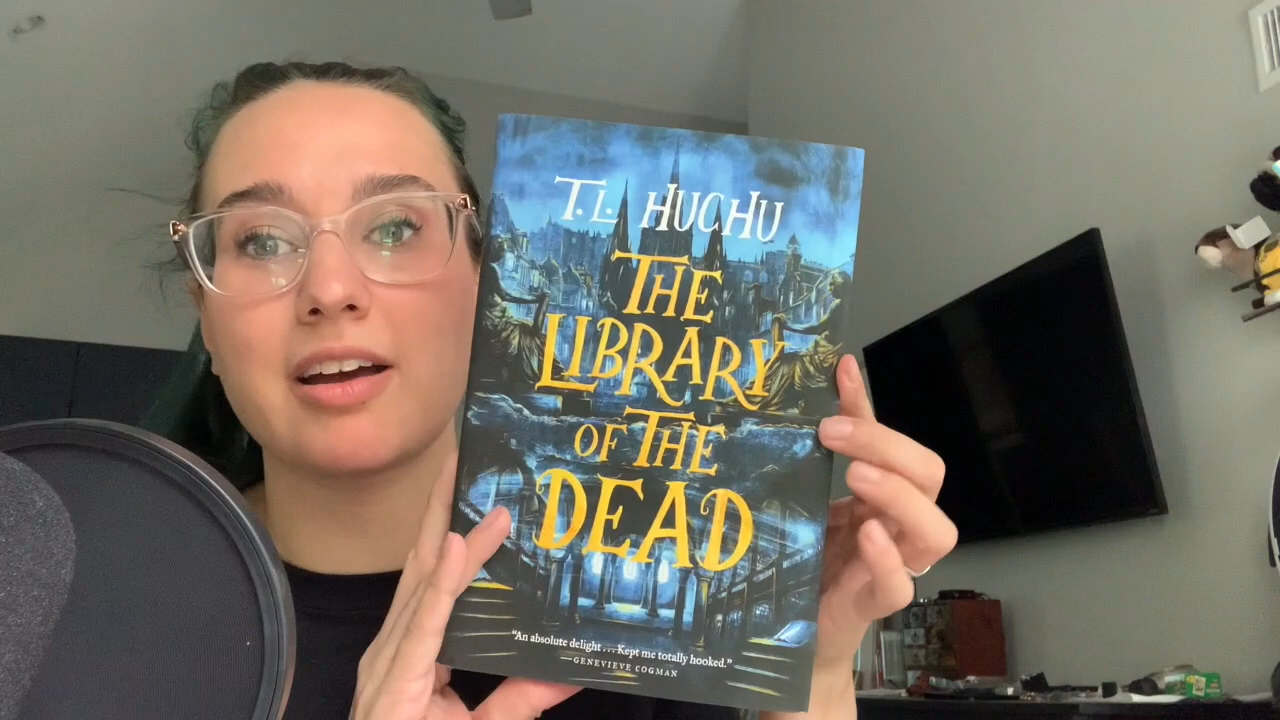 T. L. HUCHU
THE
LIBRARY
OF THE
DEAD
“An absolute delight . . . Kept me totally hooked.”
—GENEVIEVE COGMAN